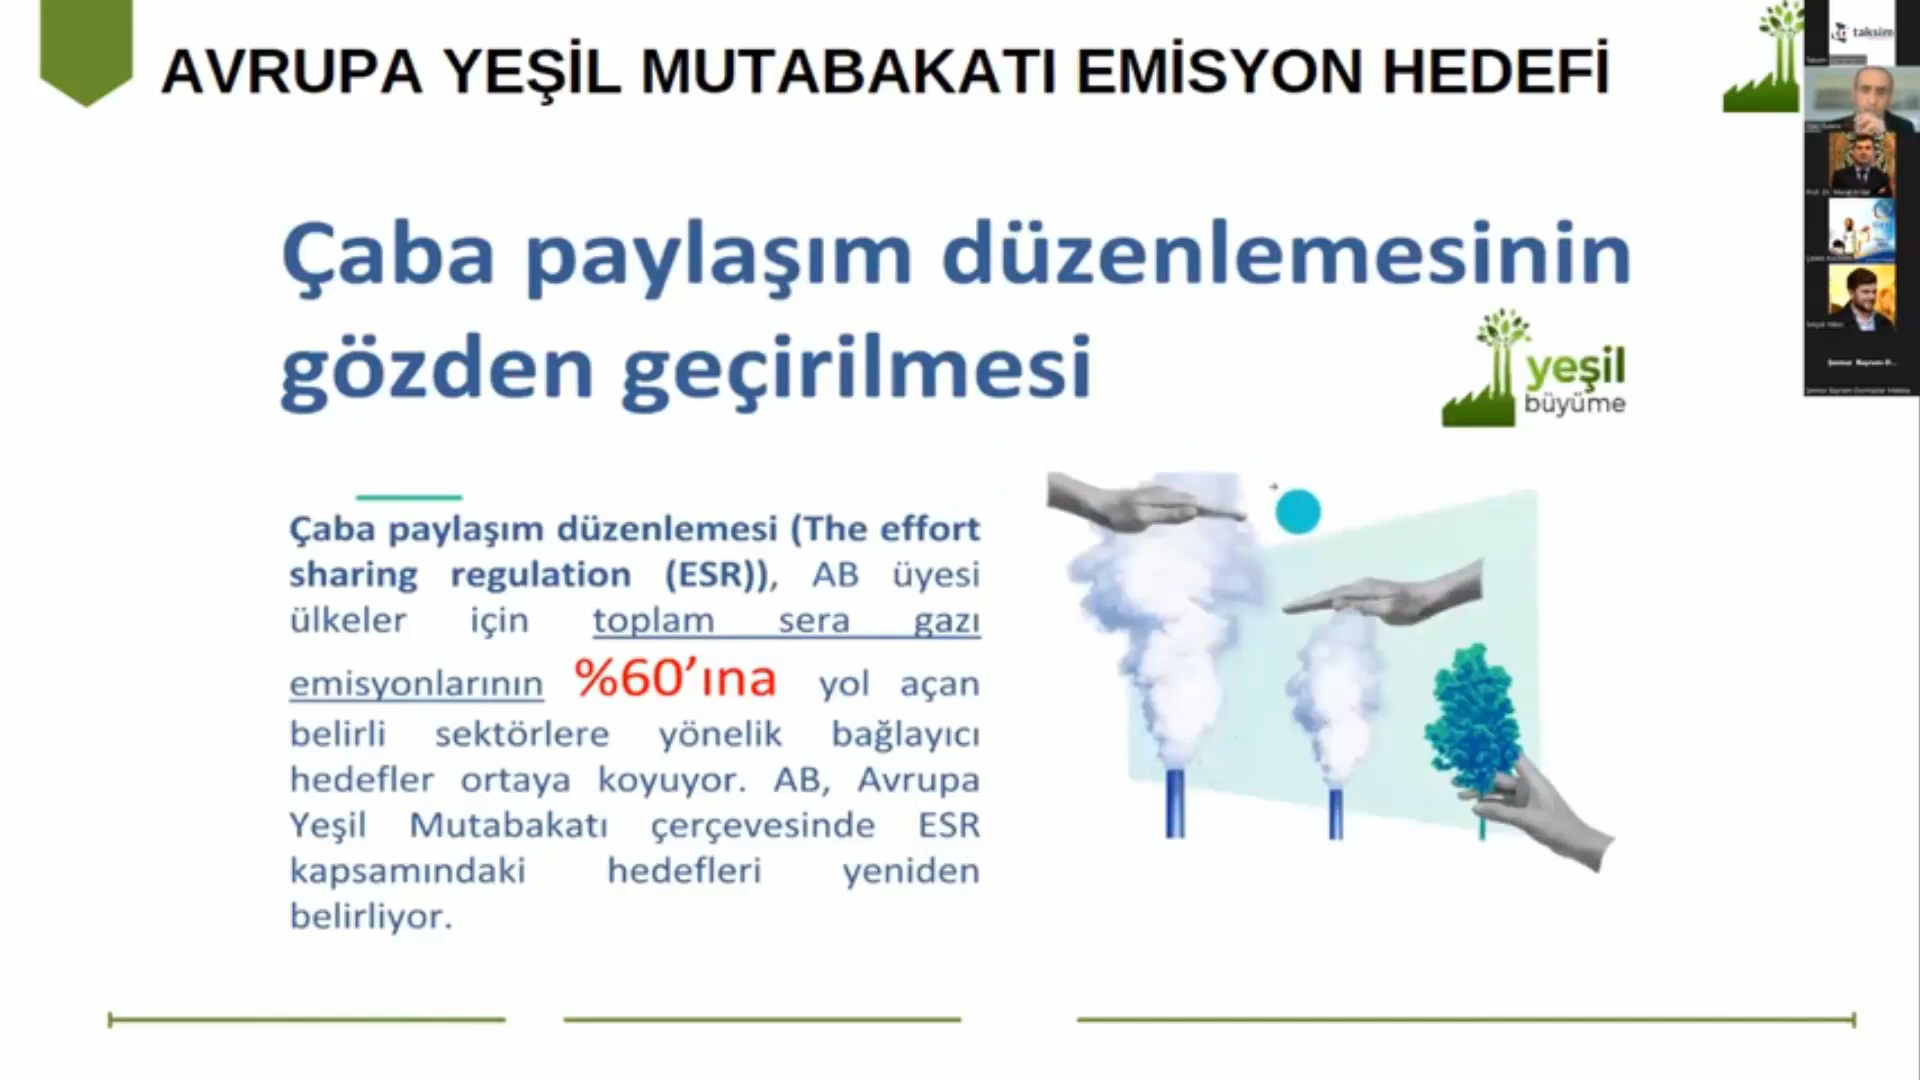 AVRUPA YEŞİL MUTABAKATI EMİSYON HEDEFİ
Çaba paylaşım düzenlemesinin
gözden geçirilmesi
yeşil
büyüme
Çaba paylaşım düzenlemesi (The effort
sharing regulation (ESR)), AB üyesi
ülkeler için toplam sera gazı
emisyonlarının %60’ına yol açan
belirli sektörlere yönelik bağlayıcı
hedefler ortaya koyuyor. AB, Avrupa
Yeşil Mutabakatı çerçevesinde ESR
kapsamındaki hedefleri yeniden
belirliyor.
taksim